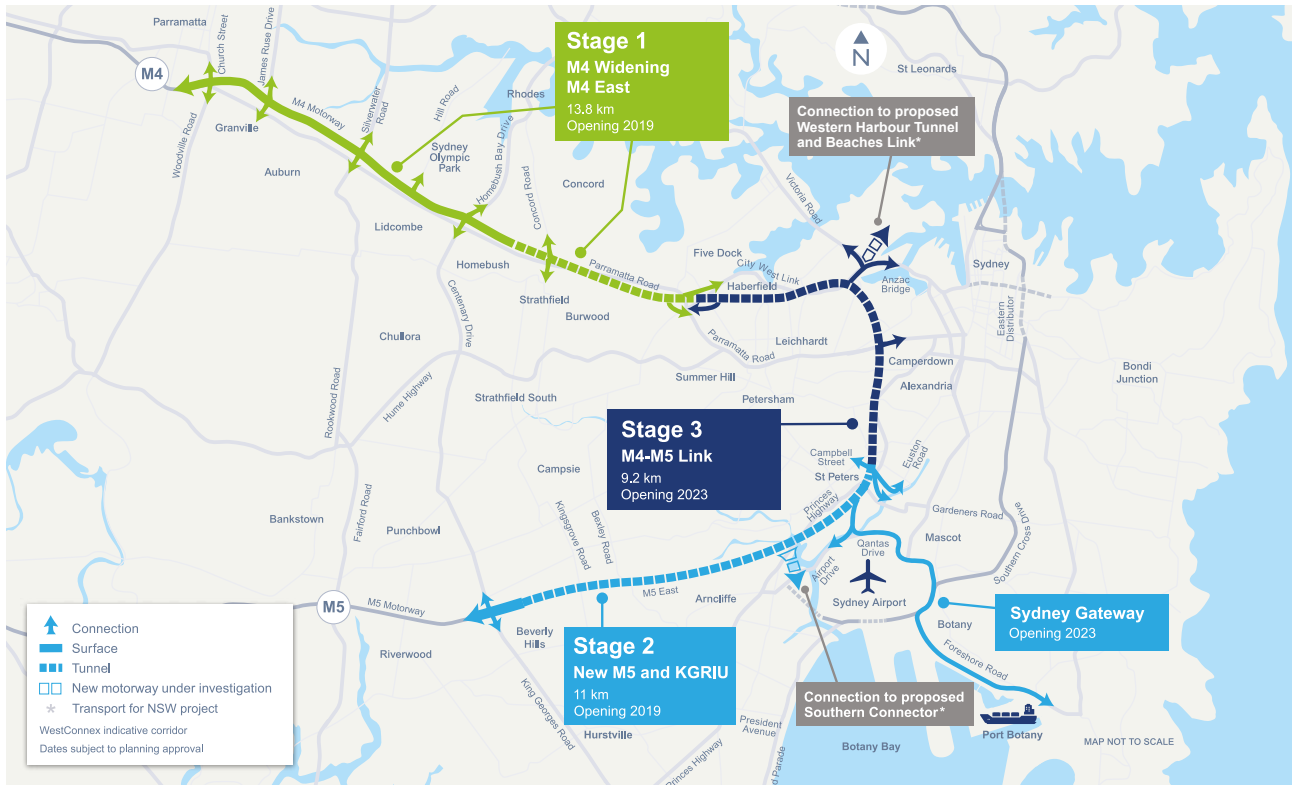 Parramatta
Church Street
James Ruse Drive
M4
M4 Motorway
Granville
Woodville Road
Auburn
Silverwater
Road
Hill Road
Sydney
Olympic
Park
Rhodes
Homebush Bay Drive
Lidcombe
Concord Road
Concord
Stage 1
M4 Widening
M4 East
13.8 km
Opening 2019
N
St Leonards
Connection to proposed
Western Harbour Tunnel
and Beaches Link*
Victoria Road
Homebush
Strathfield
Burwood
Parramatta Road
Five Dock
City West Link
Haberfield
Anzac
Bridge
Sydney
Eastern
Distributor
Centenary Drive
Chullora
Hume Highway
Rookwood Road
Strathfield South
Parramatta Road
Leichhardt
Summer Hill
Petersham
Camperdown
Alexandria
Bondi
Junction
Stage 3
M4-M5 Link
9.2 km
Opening 2023
Campbell
Street
St Peters
Euston
Road
Princes
Highway
Gardeners Road
Mascot
Southern Cross Drive
Campsie
Bankstown
Fairford Road
Punchbowl
Kingsgrove Road
Bexley Road
Qantas
Drive
Airport
Drive
Sydney Airport
M5 East
Arncliffe
M5
M5 Motorway
Riverwood
Beverly
Hills
King Georges Road
Hurstville
Stage 2
New M5 and KGRIU
11 km
Opening 2019
Sydney Gateway
Opening 2023
Botany
Foreshore Road
Connection to proposed
Southern Connector*
President
Avenue
Princes Highway
d Parade
Botany Bay
Port Botany
MAP NOT TO SCALE
Connection
Surface
Tunnel
New motorway under investigation
* Transport for NSW project
WestConnex indicative corridor
Dates subject to planning approval